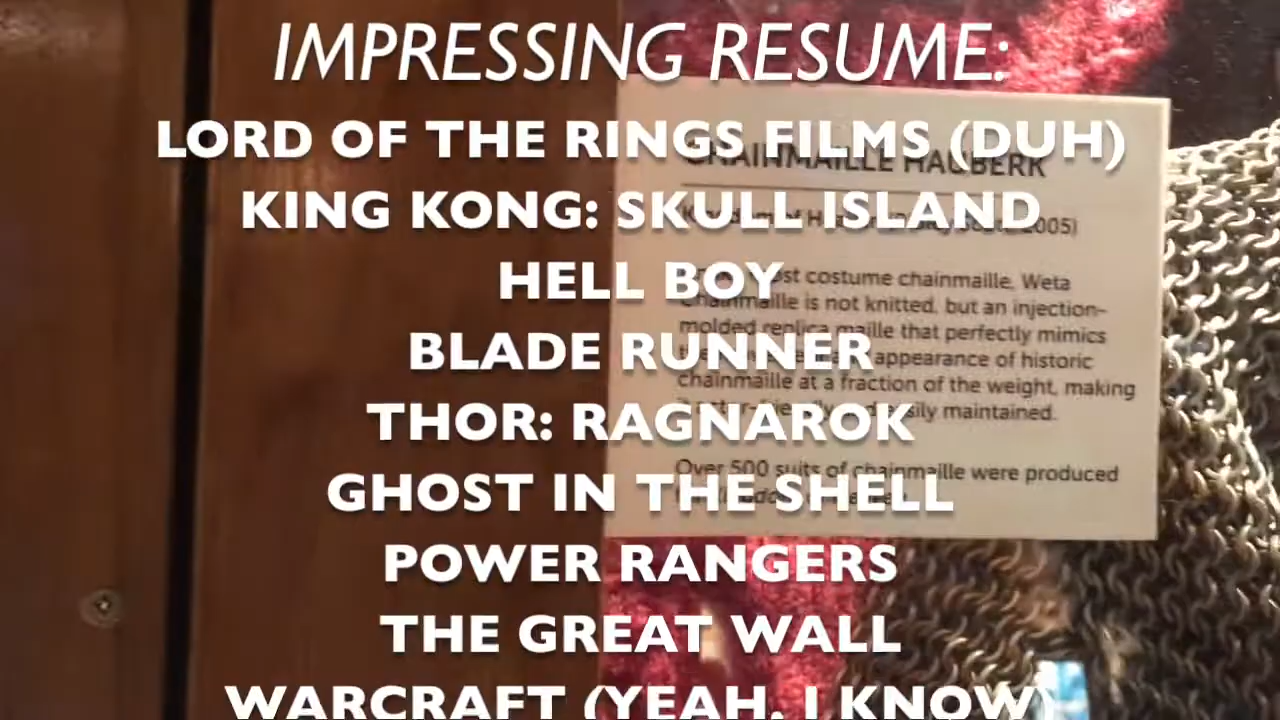 IMPRESSING RESUME:
LORD OF THE RINGS FILMS (DUH)
KING KONG: SKULL ISLAND
HELL BOY
BLADE RUNNER
THOR: RAGNAROK
GHOST IN THE SHELL
POWER RANGERS
THE GREAT WALL
WARCRAFT (YEAH, I KNOW)
CHAINMAILLE HAUBERK
2005)
costume chainmaille, Weta
Chainmaille is not knitted, but an injection-
molded replica maille that perfectly mimics
appearance of historic
chainmaille at a fraction of the weight, making
maintained.
Over 500 suits of chainmaille were produced